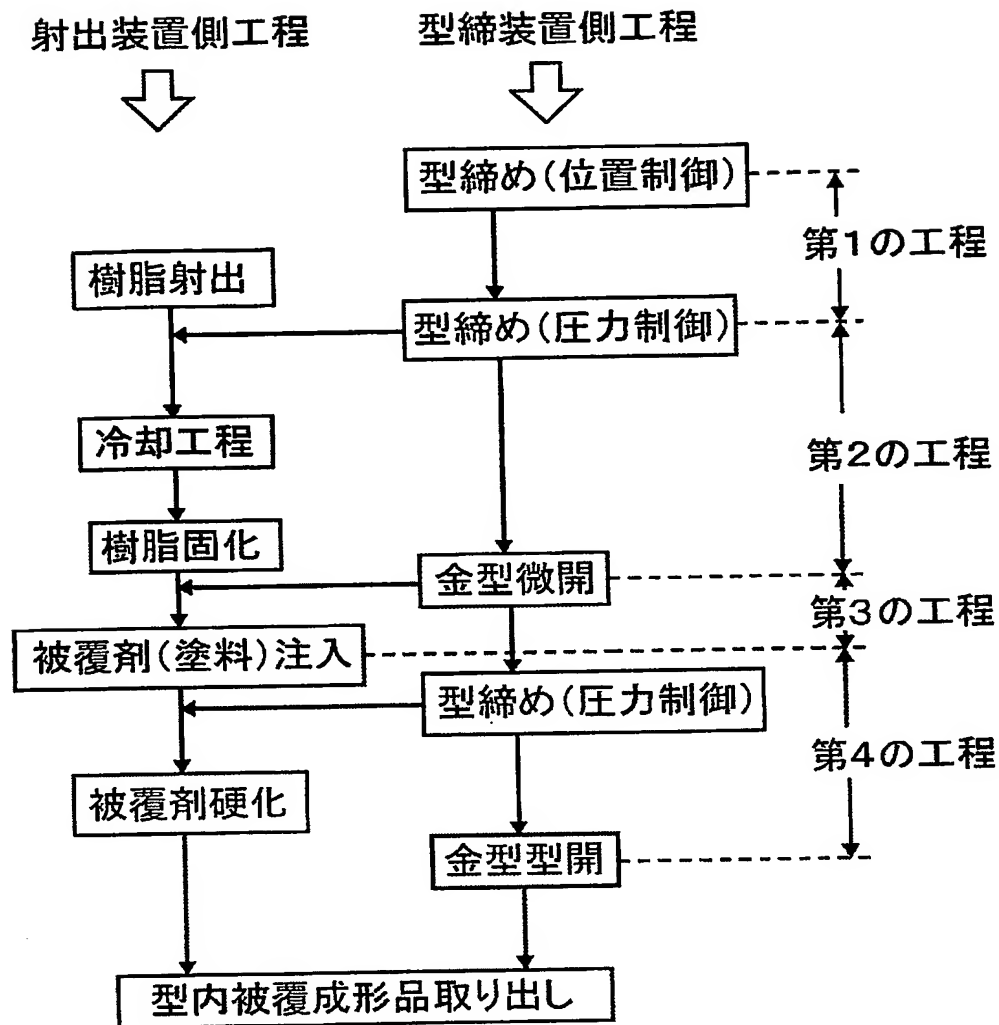 射出装置側工程
型締装置側工程
型締め(位置制御)
第1の工程
樹脂射出
型締め(圧力制御)
冷却工程
第2の工程
樹脂固化
金型微開
第3の工程
被覆剤(塗料)注入
型締め(圧力制御)
第4の工程
被覆剤硬化
金型型開
型内被覆成形品取り出し